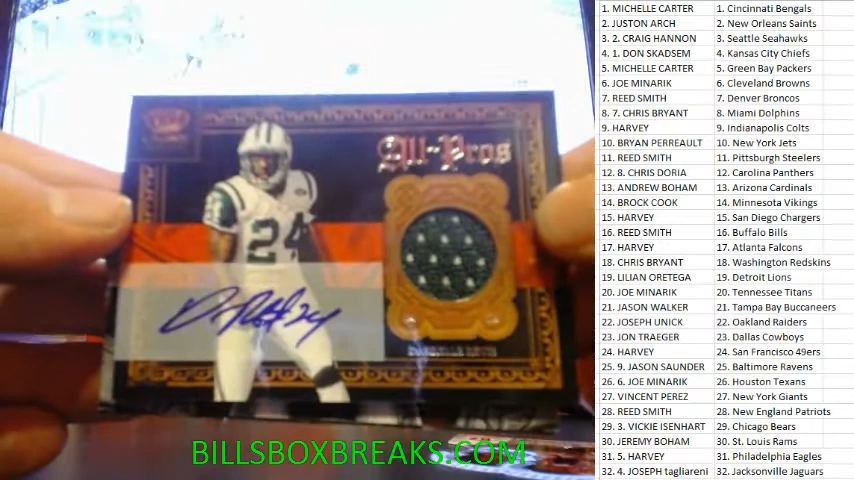 All-Pros
24
24
BILLSBOXBREAKS.COM
1. MICHELLE CARTER 1. Cincinnati Bengals
2. JUSTON ARCH 2. New Orleans Saints
3. 2. CRAIG HANNON 3. Seattle Seahawks
4. 1. DON SKADSEM 4. Kansas City Chiefs
5. MICHELLE CARTER 5. Green Bay Packers
6. JOE MINARIK 6. Cleveland Browns
7. REED SMITH 7. Denver Broncos
8. 7. CHRIS BRYANT 8. Miami Dolphins
9. HARVEY 9. Indianapolis Colts
10. BRYAN PERREAULT 10. New York Jets
11. REED SMITH 11. Pittsburgh Steelers
12. 8. CHRIS DORIA 12. Carolina Panthers
13. ANDREW BOHAM 13. Arizona Cardinals
14. BROCK COOK 14. Minnesota Vikings
15. HARVEY 15. San Diego Chargers
16. REED SMITH 16. Buffalo Bills
17. HARVEY 17. Atlanta Falcons
18. CHRIS BRYANT 18. Washington Redskins
19. LILIAN ORETEGA 19. Detroit Lions
20. JOE MINARIK 20. Tennessee Titans
21. JASON WALKER 21. Tampa Bay Buccaneers
22. JOSEPH UNICK 22. Oakland Raiders
23. JON TRAEGER 23. Dallas Cowboys
24. HARVEY 24. San Francisco 49ers
25. 9. JASON SAUNDER 25. Baltimore Ravens
26. 6. JOE MINARIK 26. Houston Texans
27. VINCENT PEREZ 27. New York Giants
28. REED SMITH 28. New England Patriots
29. 3. VICKIE ISENHART 29. Chicago Bears
30. JEREMY BOHAM 30. St. Louis Rams
31. 5. HARVEY 31. Philadelphia Eagles
32. 4. JOSEPH tagliareni 32. Jacksonville Jaguars